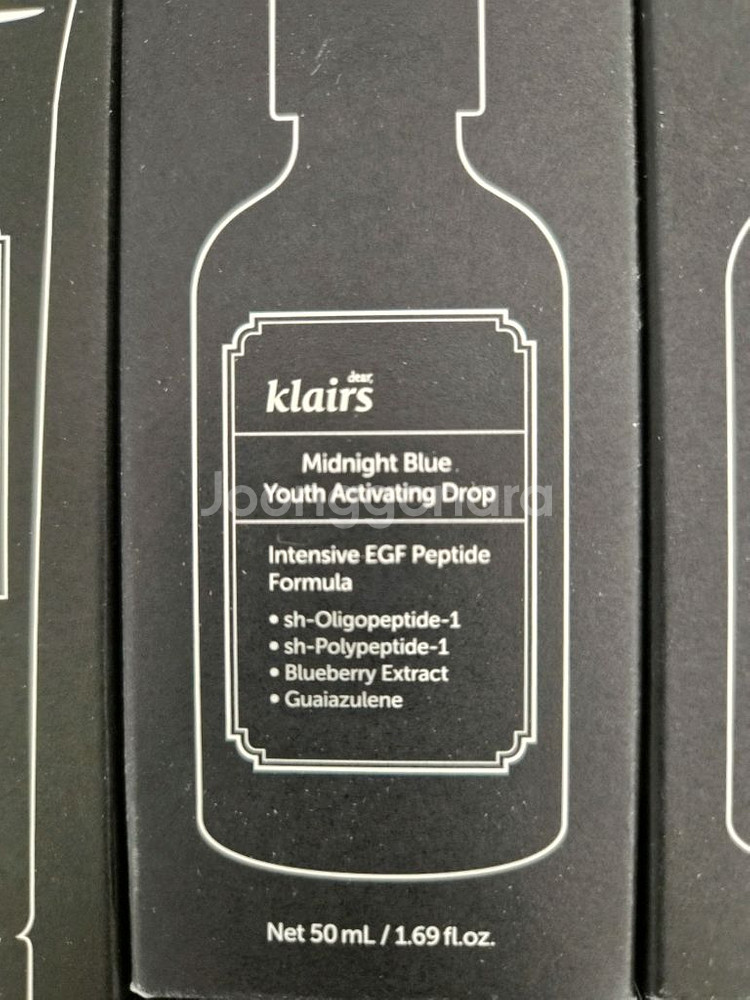 dear,
klairs
Midnight Blue
Youth Activating Drop
Joonggonara
Intensive EGF Peptide
Formula
• sh-Oligopeptide-1
• sh-Polypeptide-1
• Blueberry Extract
• Guaiazulene
Net 50 mL / 1.69 fl.oz.